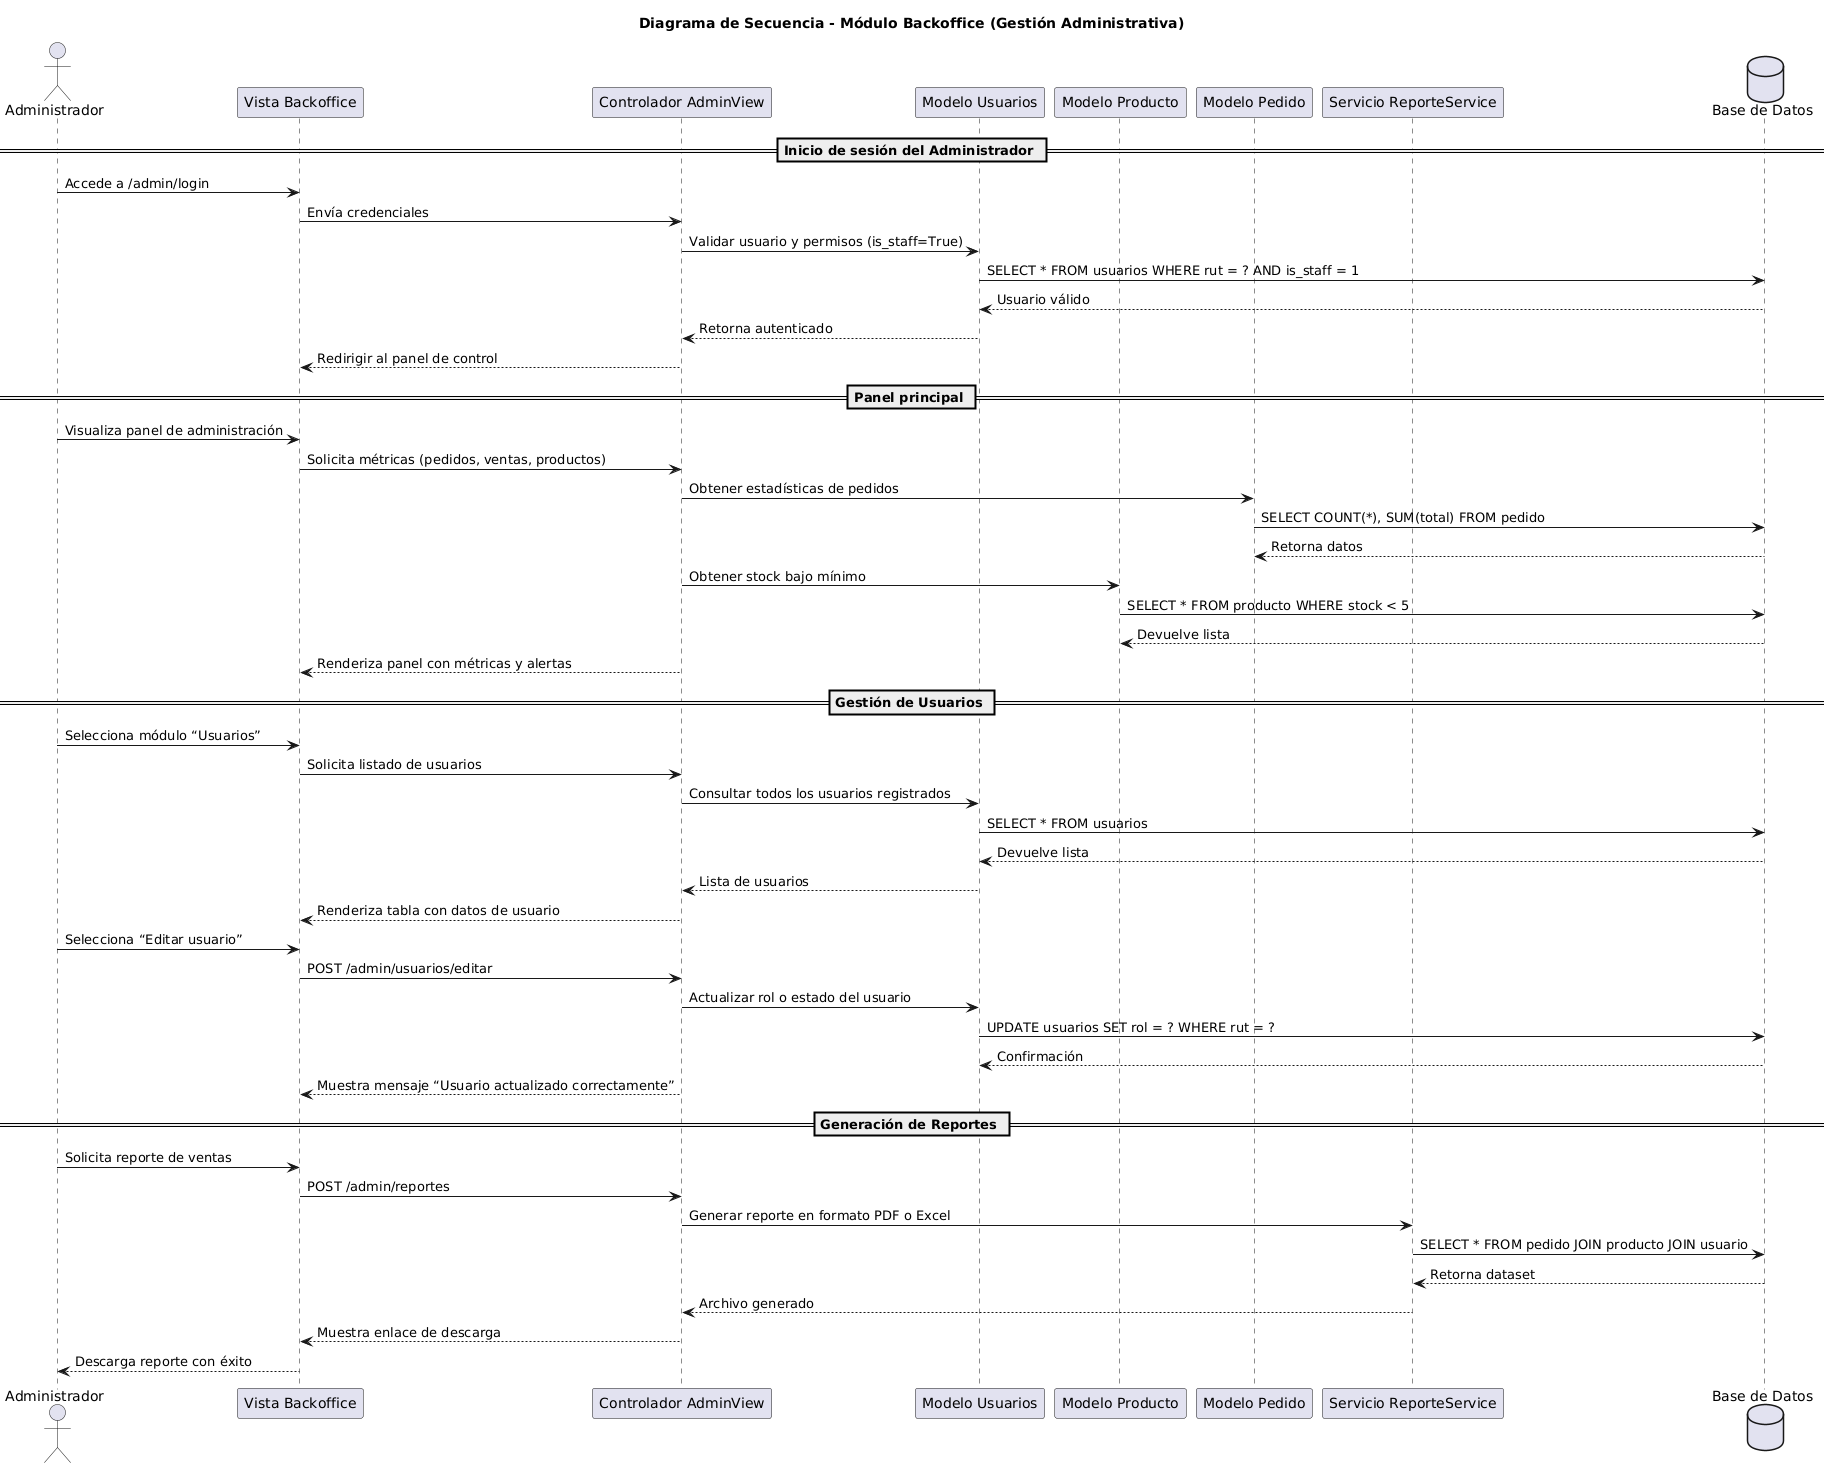 Diagrama de Secuencia - Módulo Backoffice (Gestión Administrativa)
Administrador
Vista Backoffice
Controlador AdminView
Modelo Usuarios
Modelo Producto
Modelo Pedido
Servicio ReporteService
Base de Datos
Inicio de sesión del Administrador
Accede a /admin/login
Envía credenciales
Validar usuario y permisos (is_staff=True)
SELECT * FROM usuarios WHERE rut = ? AND is_staff = 1
Usuario válido
Retorna autenticado
Redirigir al panel de control
Panel principal
Visualiza panel de administración
Solicita métricas (pedidos, ventas, productos)
Obtener estadísticas de pedidos
SELECT COUNT(*), SUM(total) FROM pedido
Retorna datos
Obtener stock bajo mínimo
SELECT * FROM producto WHERE stock < 5
Devuelve lista
Renderiza panel con métricas y alertas
Gestión de Usuarios
Selecciona módulo “Usuarios”
Solicita listado de usuarios
Consultar todos los usuarios registrados
SELECT * FROM usuarios
Devuelve lista
Lista de usuarios
Renderiza tabla con datos de usuario
Selecciona “Editar usuario”
POST /admin/usuarios/editar
Actualizar rol o estado del usuario
UPDATE usuarios SET rol = ? WHERE rut = ?
Confirmación
Muestra mensaje “Usuario actualizado correctamente”
Generación de Reportes
Solicita reporte de ventas
POST /admin/reportes
Generar reporte en formato PDF o Excel
SELECT * FROM pedido JOIN producto JOIN usuario
Retorna dataset
Archivo generado
Muestra enlace de descarga
Descarga reporte con éxito
Administrador
Vista Backoffice
Controlador AdminView
Modelo Usuarios
Modelo Producto
Modelo Pedido
Servicio ReporteService
Base de Datos